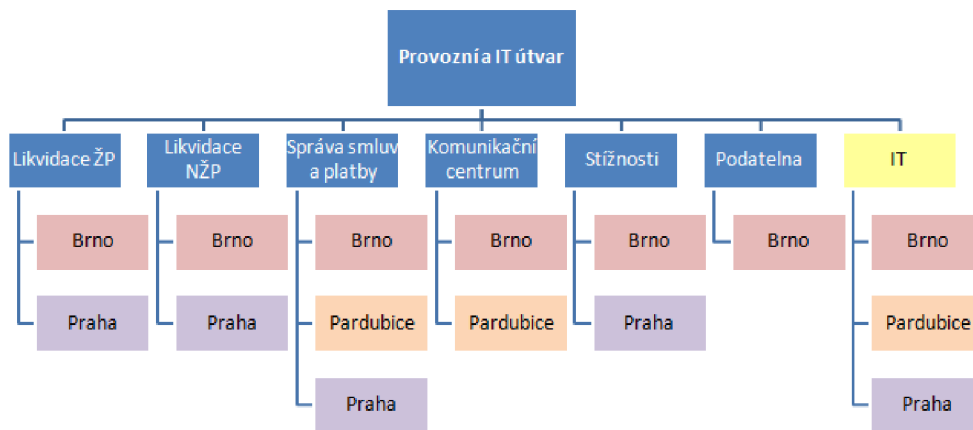 Provozní a IT útvar
Likvidace ŽP
Likvidace
NŽP
Správa smluv
a platby
Komunikační
centrum
Stížnosti
Podatelna
IT
Brno
Brno
Brno
Brno
Brno
Brno
Brno
Praha
Praha
Pardubice
Pardubice
Praha
Pardubice
Praha
Praha